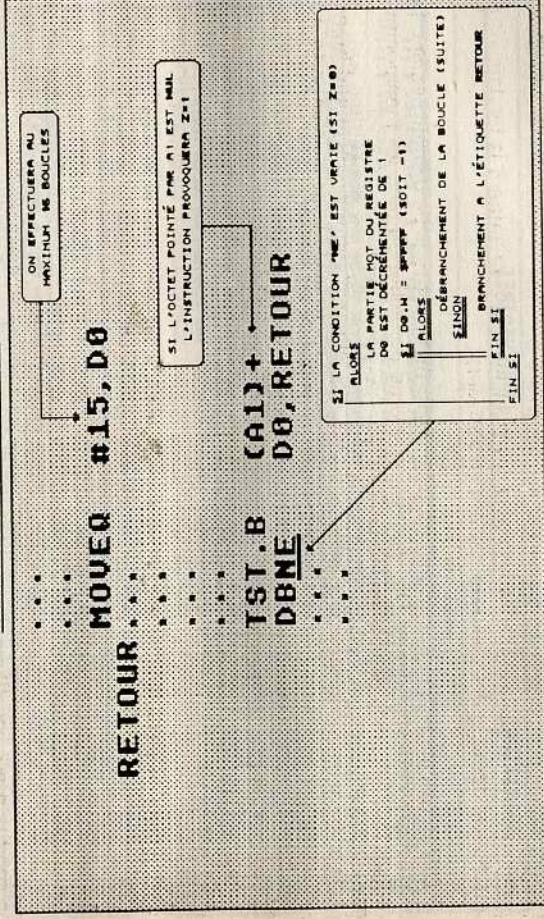 ON EFFECTUERA AU
MAXIMUM 16 BOUCLES
...
...
MOVEQ #15,D0
RETOUR...
...
...
SI L'OCTET POINTÉ PAR A1 EST NUL
L'INSTRUCTION PROVOQUERA Z=1
TST.B (A1)+
DBNE D0,RETOUR
...
...
SI LA CONDITION "NE" EST VRAIE (SI Z=0)
ALORS
LA PARTIE MOT DU REGISTRE
D0 EST DÉCRÉMENTÉE DE 1
SI D0.W = $FFFF (SOIT -1)
ALORS
DÉBRANCHEMENT DE LA BOUCLE (SUITE)
SINON
BRANCHEMENT A L'ÉTIQUETTE RETOUR
FIN SI
FIN SI